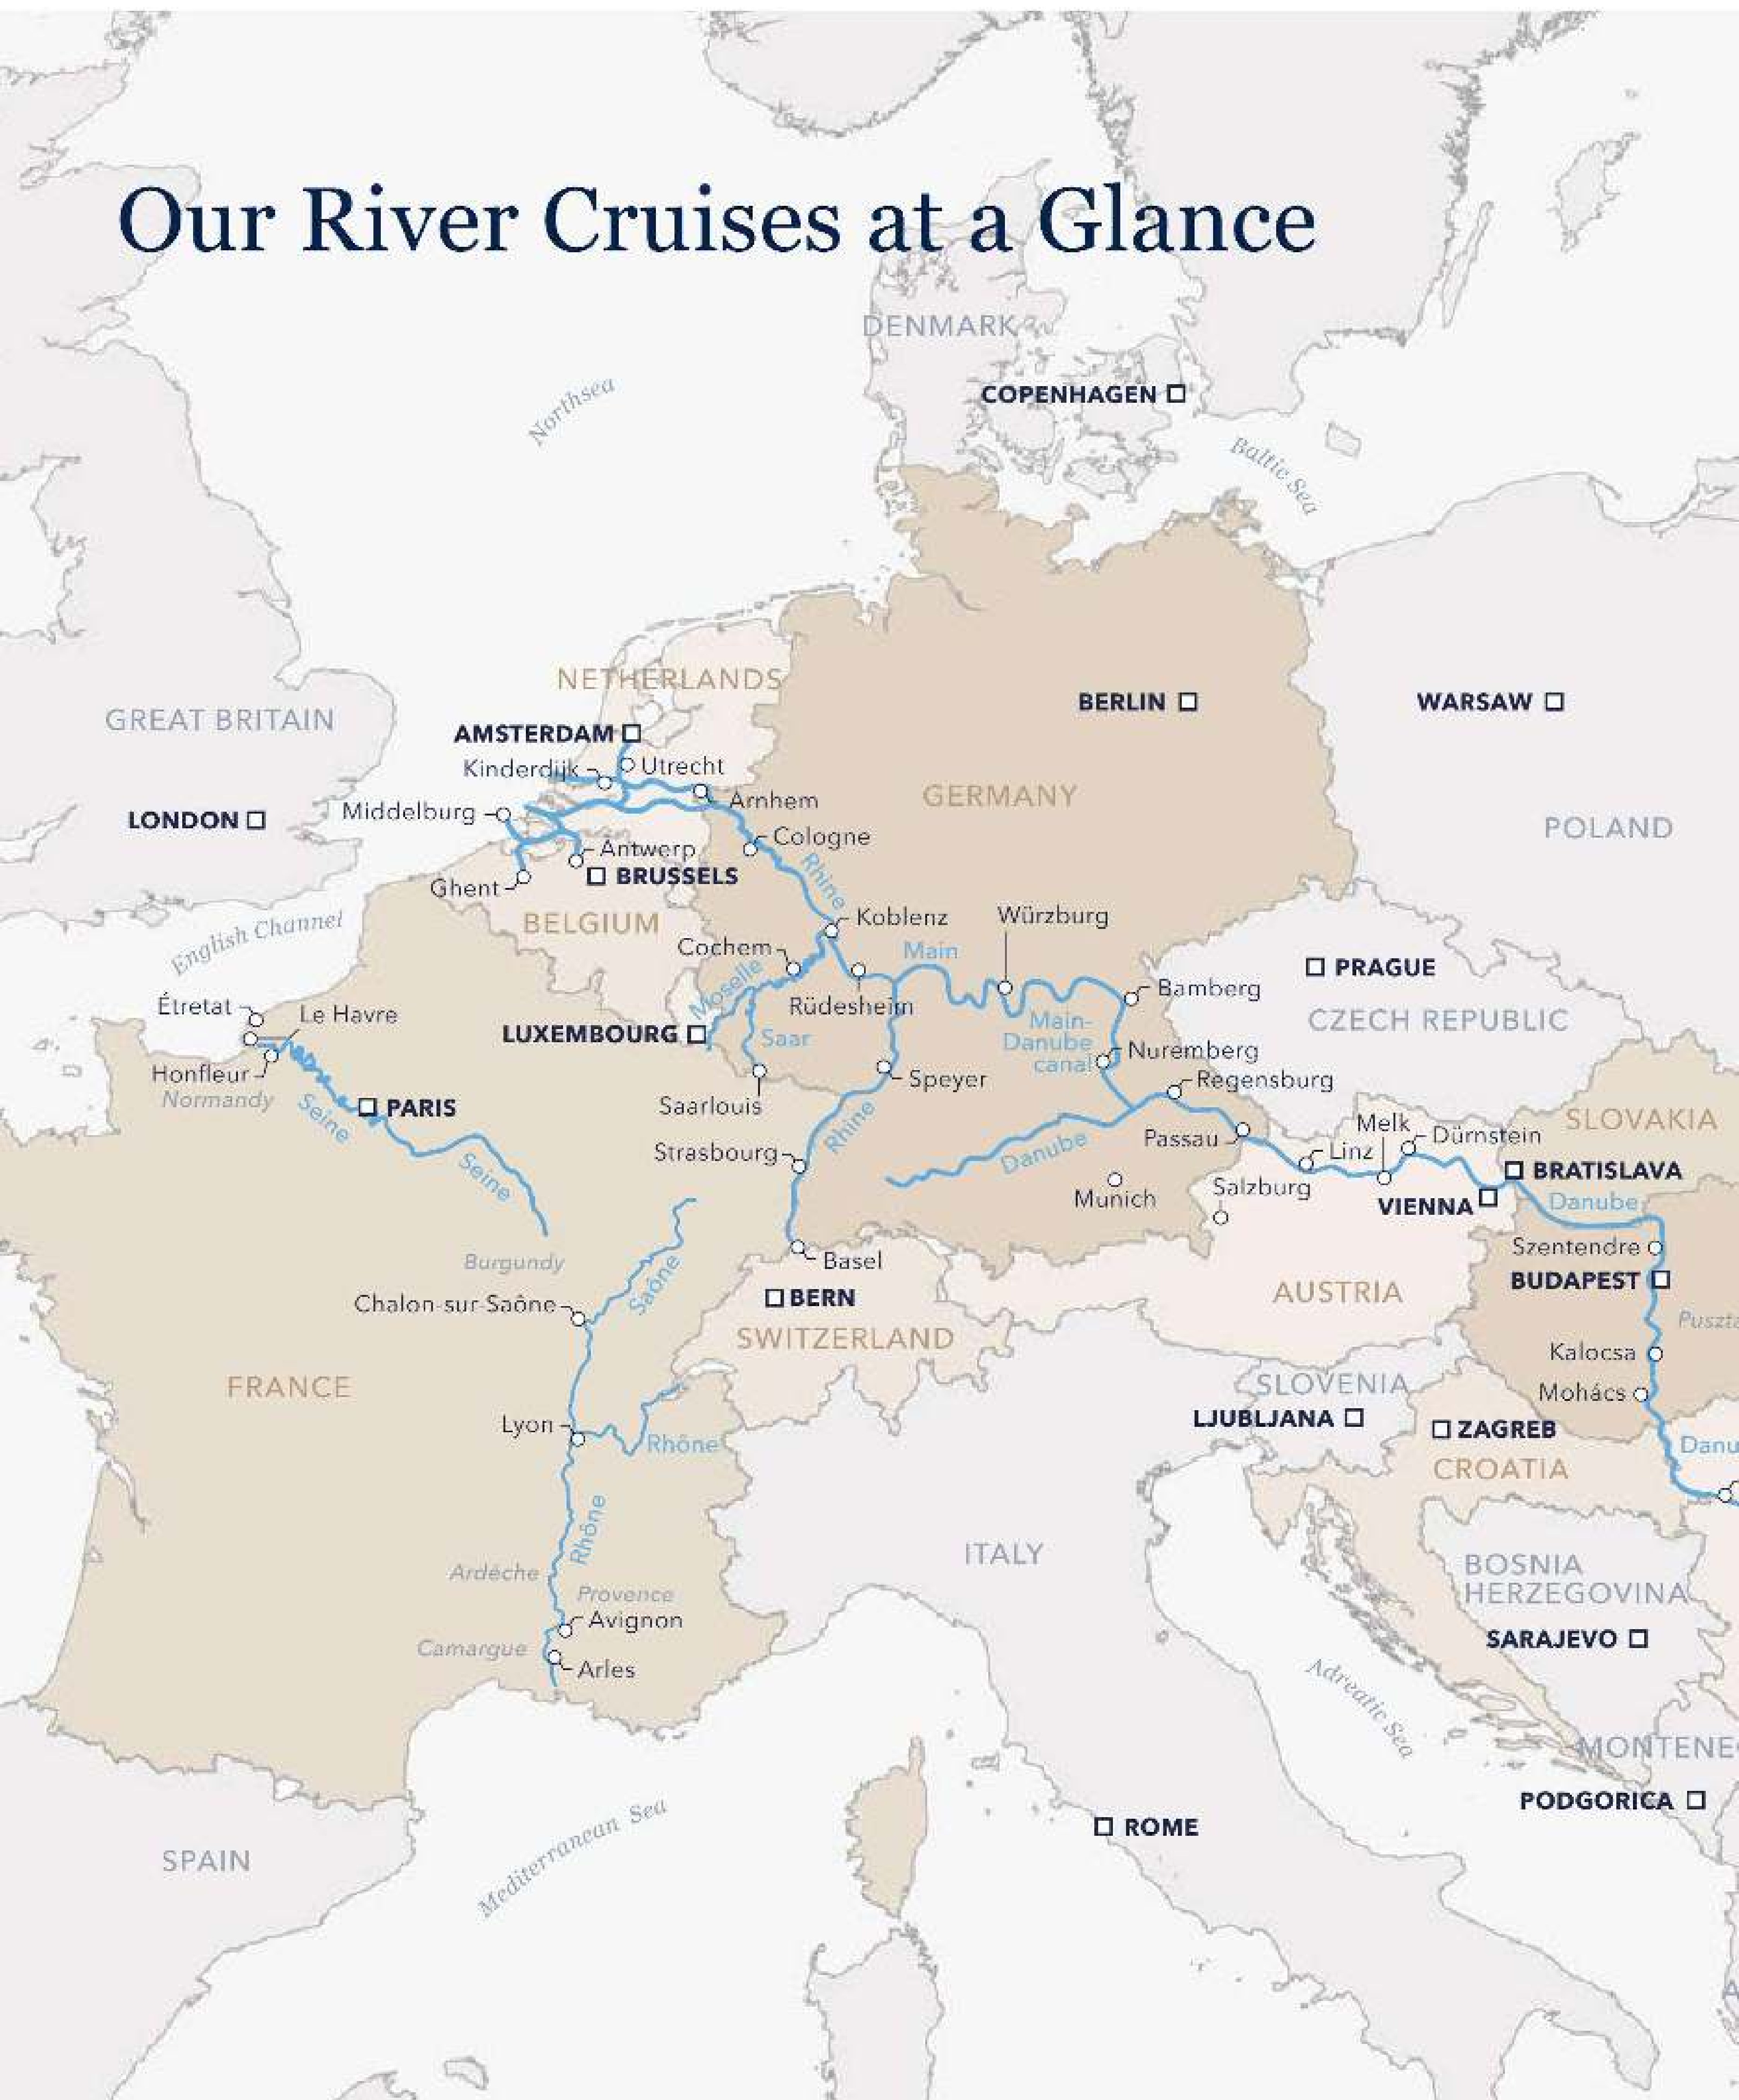 Our River Cruises at a Glance
DENMARK
Northsea
COPENHAGEN
Baltic Sea
NETHERLANDS
BERLIN
WARSAW
GREAT BRITAIN
AMSTERDAM
Kinderdijk
Utrecht
GERMANY
Arnhem
LONDON
Middelburg
POLAND
Cologne
Antwerp
Rhine
BRUSSELS
Ghent
BELGIUM
Koblenz
Würzburg
English Channel
Cochem
Main
PRAGUE
Moselle
Bamberg
Étretat
Le Havre
Rüdesheim
CZECH REPUBLIC
LUXEMBOURG
Saar
Main-
Danube
canal
Nuremberg
Honfleur
Normandy
Speyer
Regensburg
Seine
PARIS
Saarlouis
Rhine
SLOVAKIA
Melk
Dürnstein
Passau
Linz
Strasbourg
Danube
Seine
BRATISLAVA
Munich
Salzburg
VIENNA
Danube
Szentendre
Burgundy
Basel
BUDAPEST
Saône
AUSTRIA
Chalon-sur-Saône
BERN
SWITZERLAND
Kalocsa
FRANCE
SLOVENIA
Mohács
LJUBLJANA
Lyon
ZAGREB
Rhône
Danu
CROATIA
Rhône
ITALY
BOSNIA
HERZEGOVINA
Ardèche
Provence
Avignon
Camargue
SARAJEVO
Arles
Adreatic Sea
MONTENE
PODGORICA
Mediterranean Sea
ROME
SPAIN